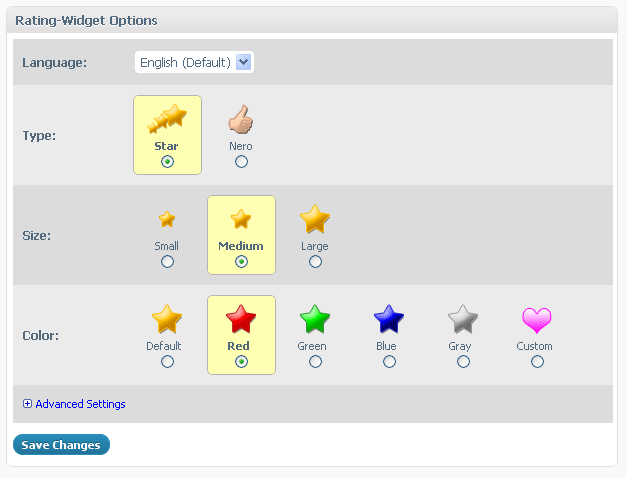 Rating-Widget Options
Language: English (Default)
Type: Star Nero
Size: Small Medium Large
Color: Default Red Green Blue Gray Custom
Advanced Settings
Save Changes